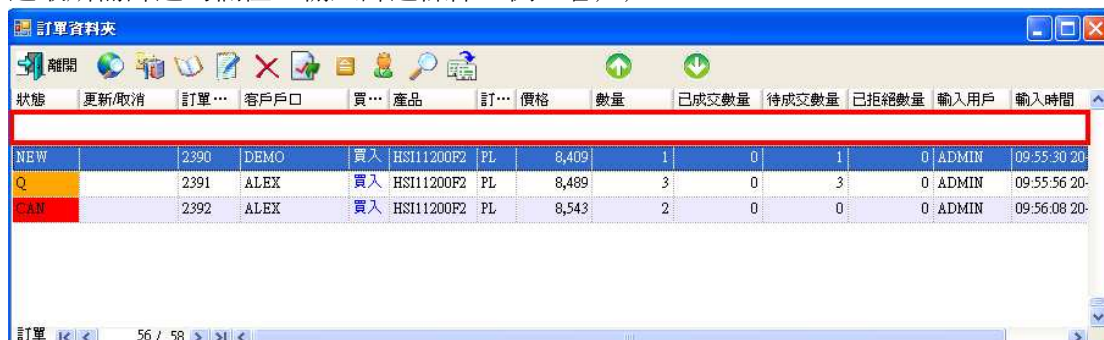 訂單資料夾
離開
狀態 更新/取消 訂單… 客戶戶口 買… 產品 訂… 價格 數量 已成交數量 待成交數量 已拒絕數量 輸入用戶 輸入時間
NEW 2390 DEMO 買入 HSI11200F2 PL 8,409 1 0 1 0 ADMIN 09:55:30 20-
Q 2391 ALEX 買入 HSI11200F2 PL 8,489 3 0 3 0 ADMIN 09:55:56 20-
CAN 2392 ALEX 買入 HSI11200F2 PL 8,543 2 0 0 0 ADMIN 09:56:08 20-
訂單 56 / 58